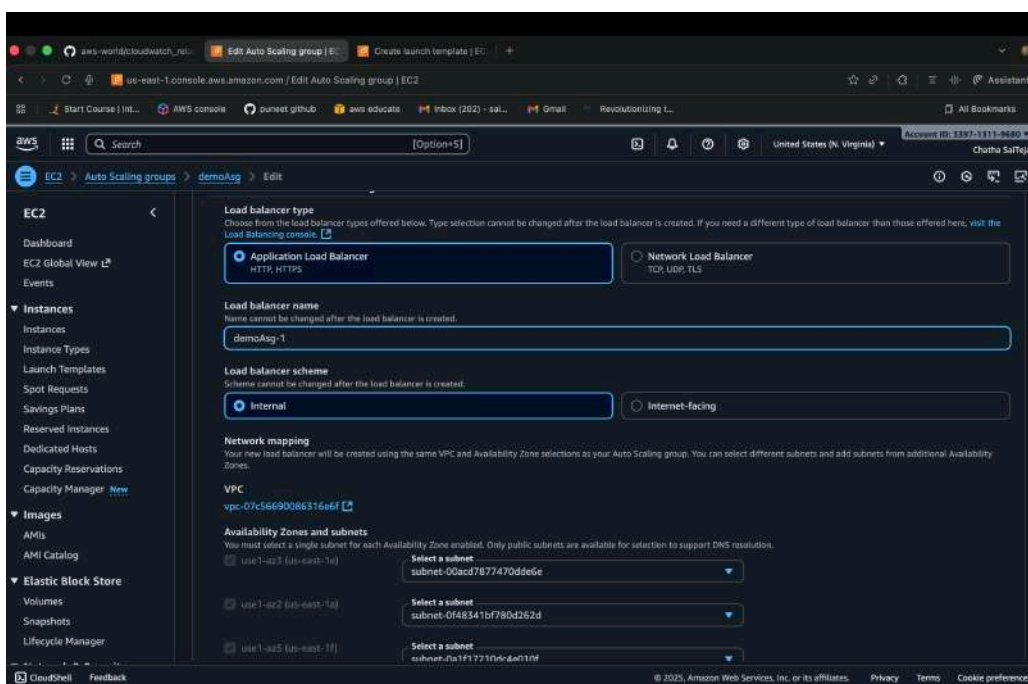 aws-world/cloudwatch_rol
Edit Auto Scaling group | EC
Create launch template | EC
us-east-1.console.aws.amazon.com / Edit Auto Scaling group | EC2
Assistant
Start Course | Int...
AWS console
puneet github
aws educate
Inbox (202) - sal...
Gmail
Revolutionizing t...
All Bookmarks
aws
Search
[Option+S]
United States (N. Virginia)
Account ID: 3397-1311-9680
Chatha SaiTeja
EC2 > Auto Scaling groups > demoAsg > Edit
EC2
Dashboard
EC2 Global View
Events
Instances
Instances
Instance Types
Launch Templates
Spot Requests
Savings Plans
Reserved Instances
Dedicated Hosts
Capacity Reservations
Capacity Manager New
Images
AMIs
AMI Catalog
Elastic Block Store
Volumes
Snapshots
Lifecycle Manager
Load balancer type
Choose from the load balancer types offered below. Type selection cannot be changed after the load balancer is created. If you need a different type of load balancer than those offered here, visit the
Load Balancing console.
Application Load Balancer
HTTP, HTTPS
Network Load Balancer
TCP, UDP, TLS
Load balancer name
Name cannot be changed after the load balancer is created.
demoAsg-1
Load balancer scheme
Scheme cannot be changed after the load balancer is created.
Internal
Internet-facing
Network mapping
Your new load balancer will be created using the same VPC and Availability Zone selections as your Auto Scaling group. You can select different subnets and add subnets from additional Availability
Zones.
VPC
vpc-07c56690086316e6f
Availability Zones and subnets
You must select a single subnet for each Availability Zone enabled. Only public subnets are available for selection to support DNS resolution.
use1-az3 (us-east-1e)
Select a subnet
subnet-00acd7877470dde6e
use1-az2 (us-east-1a)
Select a subnet
subnet-0f48341bf780d262d
use1-az5 (us-east-1f)
Select a subnet
subnet-0a1f17210dc4e010f
CloudShell
Feedback
© 2025, Amazon Web Services, Inc. or its affiliates.
Privacy
Terms
Cookie preference